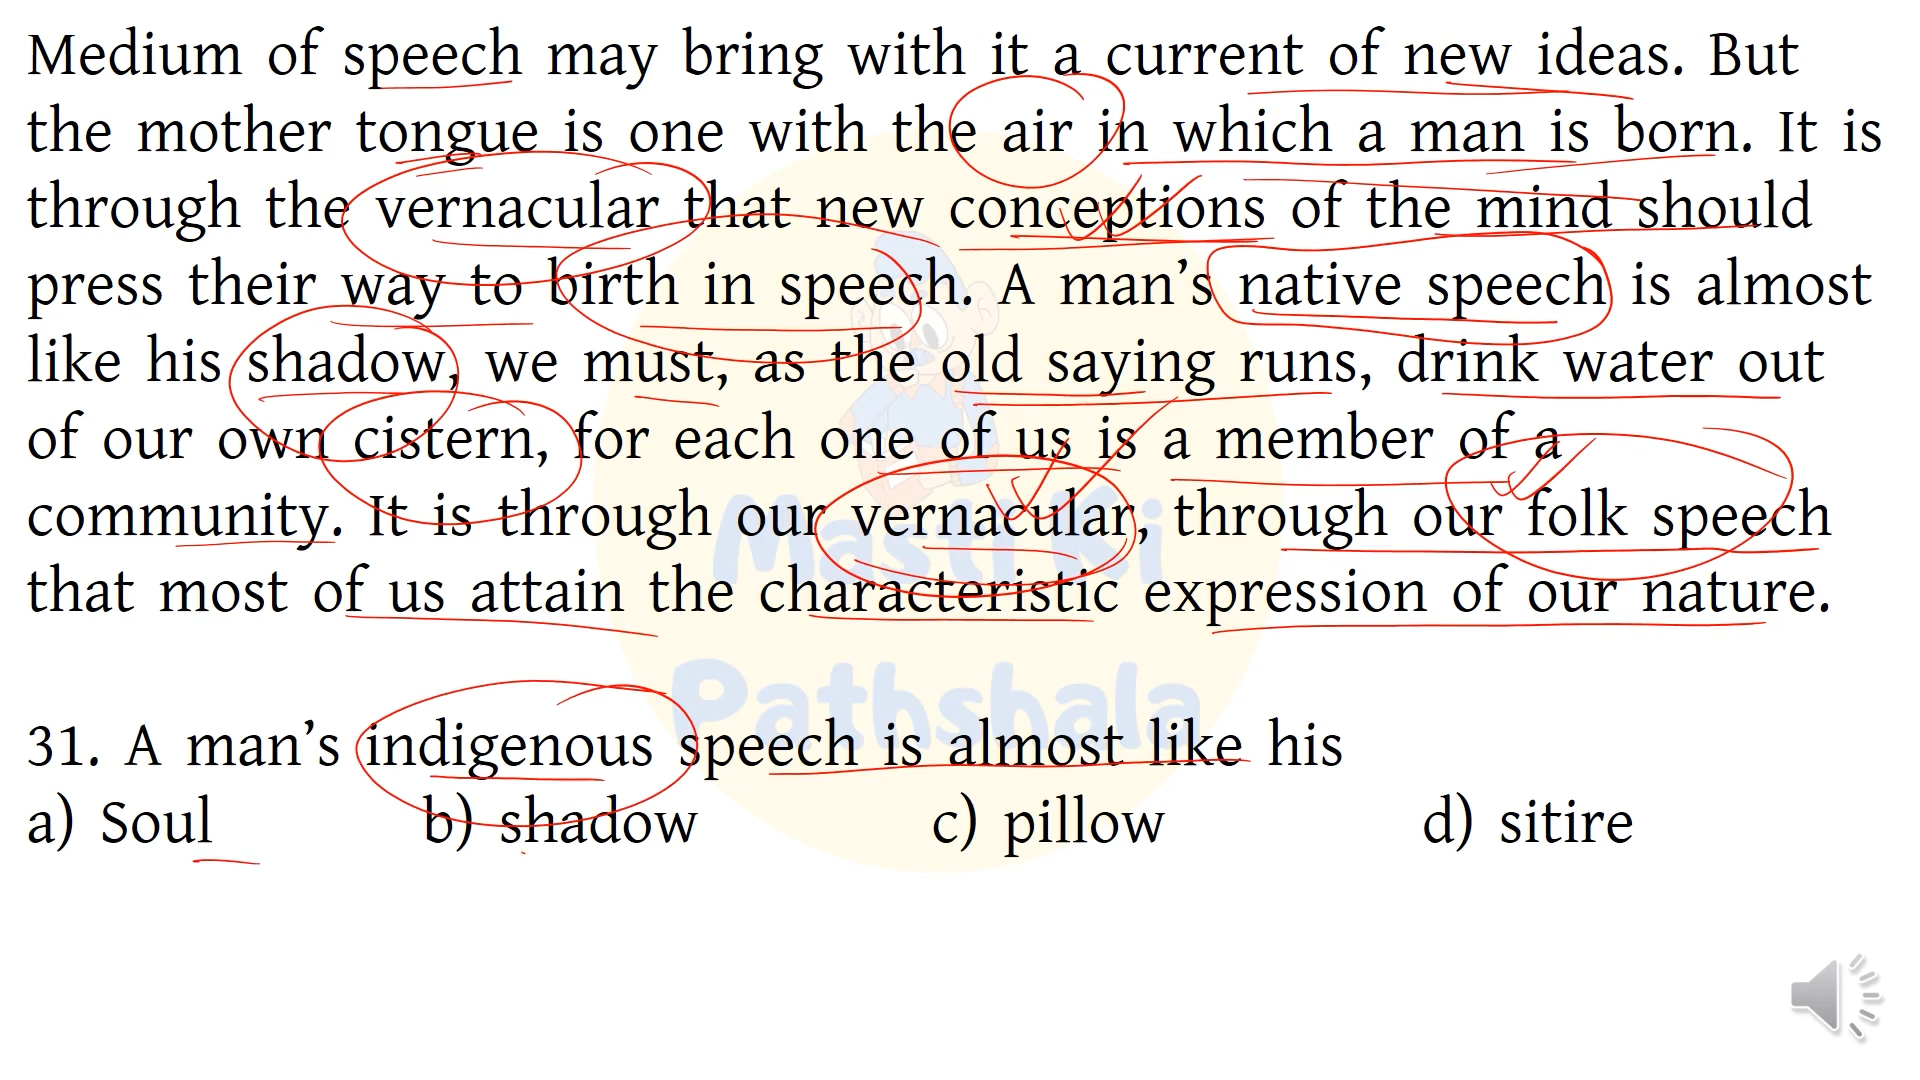 Medium of speech may bring with it a current of new ideas. But
the mother tongue is one with the air in which a man is born. It is
through the vernacular that new conceptions of the mind should
press their way to birth in speech. A man’s native speech is almost
like his shadow, we must, as the old saying runs, drink water out
of our own cistern, for each one of us is a member of a
community. It is through our vernacular, through our folk speech
that most of us attain the characteristic expression of our nature.
Masti Ki
Pathshala
31. A man’s indigenous speech is almost like his
a) Soul b) shadow c) pillow d) sitire